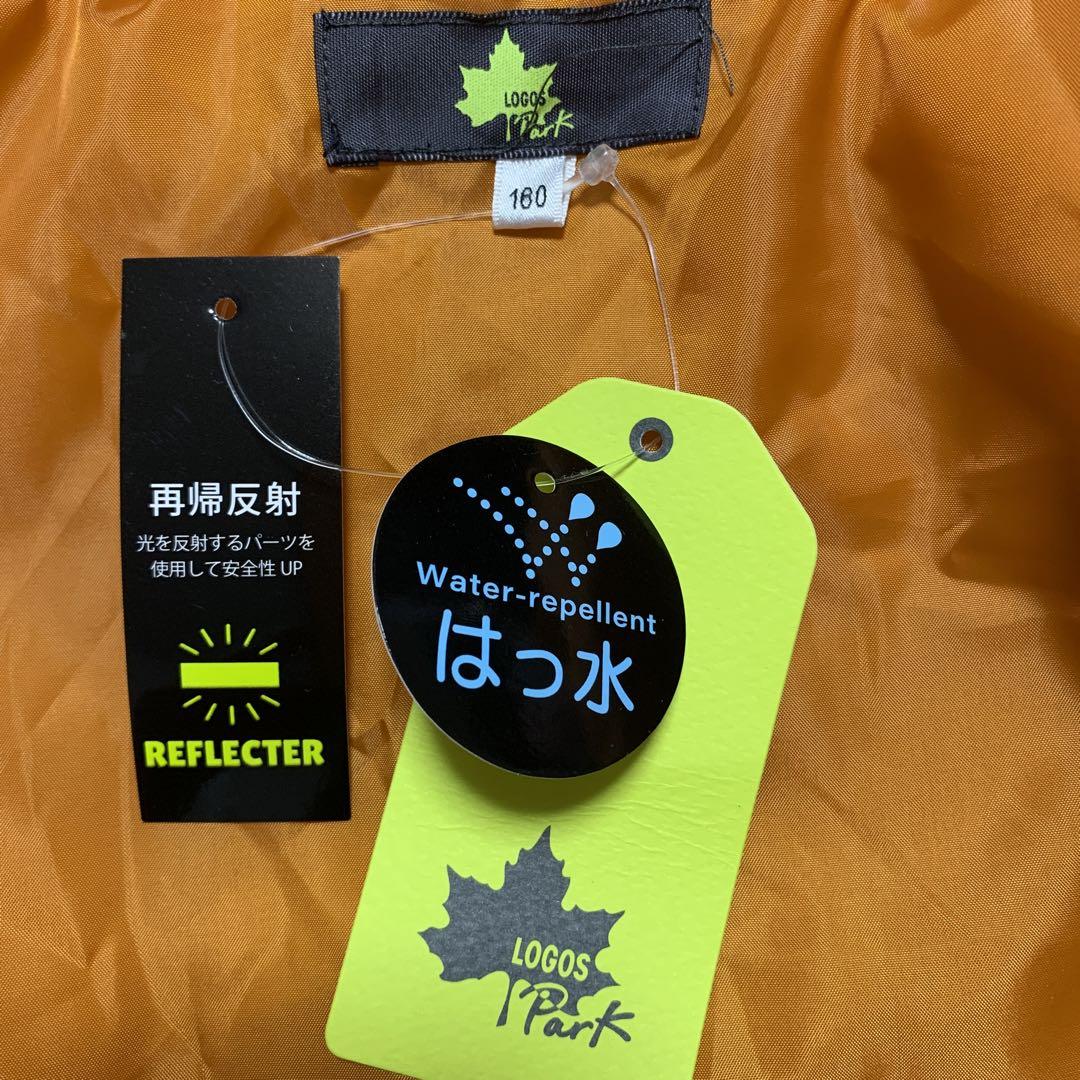 LOGOS
Park
160
再帰反射
光を反射するパーツを
使用して安全性 UP
REFLECTER
Water-repellent
はっ水
LOGOS
Park